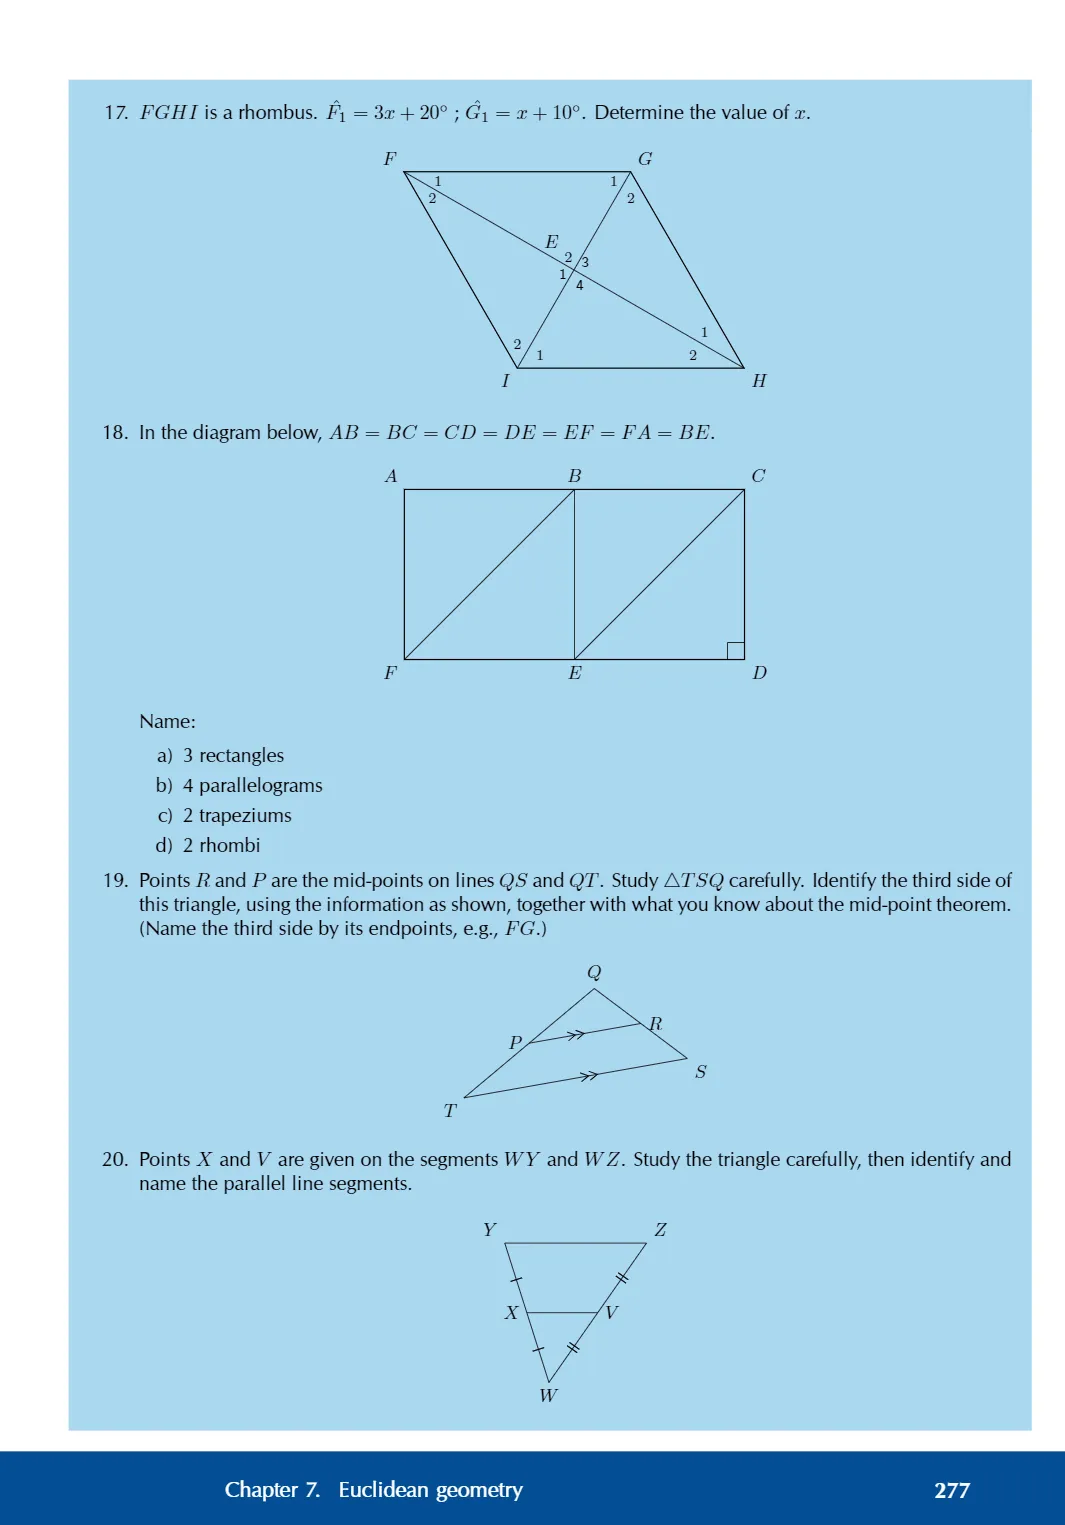 17. FGHI is a rhombus. F̂₁ = 3x + 20° ; Ĝ₁ = x + 10°. Determine the value of x.
F
G
1
1
2
2
E
2
3
1
4
1
2
1
2
I
H
18. In the diagram below, AB = BC = CD = DE = EF = FA = BE.
A
B
C
F
E
D
Name:
a) 3 rectangles
b) 4 parallelograms
c) 2 trapeziums
d) 2 rhombi
19. Points R and P are the mid-points on lines QS and QT. Study △TSQ carefully. Identify the third side of
this triangle, using the information as shown, together with what you know about the mid-point theorem.
(Name the third side by its endpoints, e.g., FG.)
Q
R
P
S
T
20. Points X and V are given on the segments WY and WZ. Study the triangle carefully, then identify and
name the parallel line segments.
Y
Z
X
V
W
Chapter 7. Euclidean geometry 277